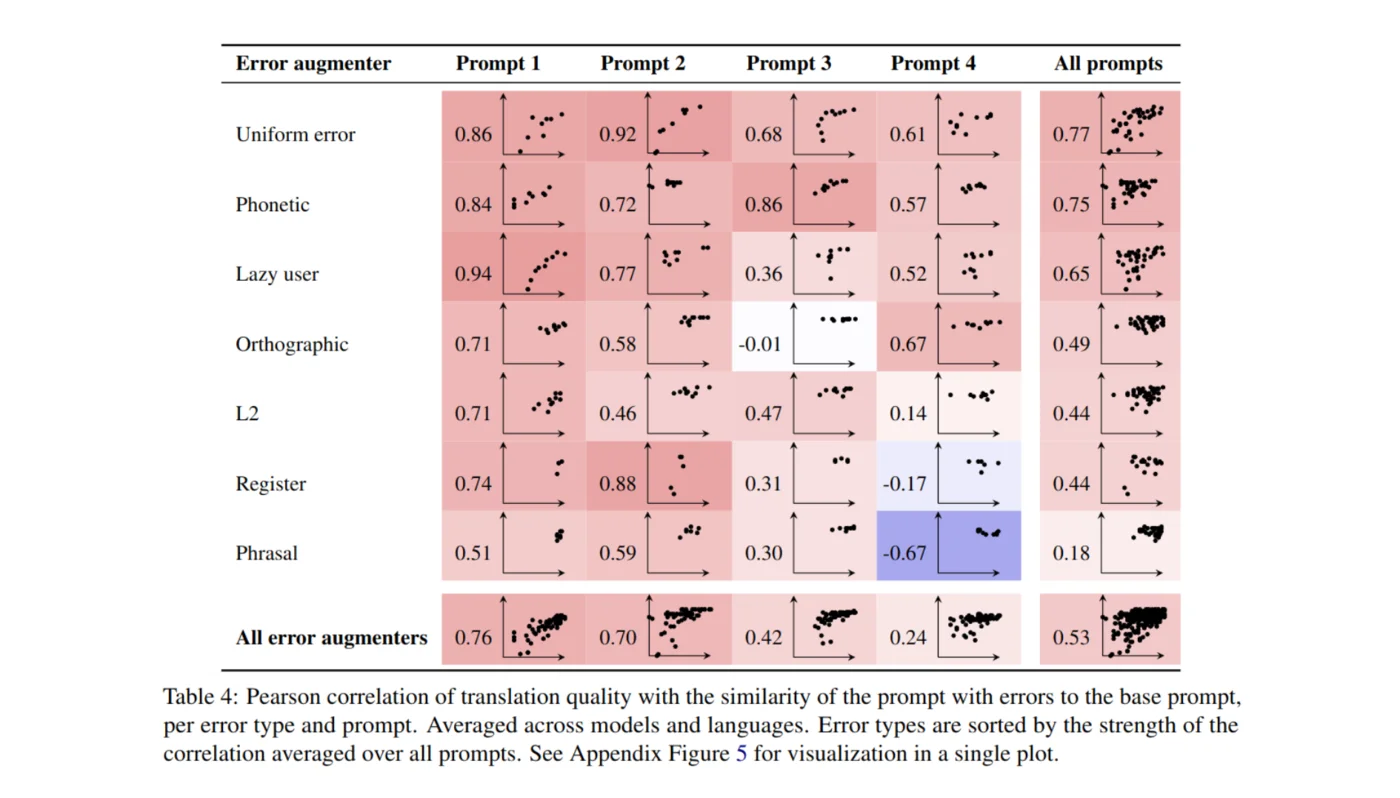 Error augmenter Prompt 1 Prompt 2 Prompt 3 Prompt 4 All prompts
Uniform error 0.86 0.92 0.68 0.61 0.77
Phonetic 0.84 0.72 0.86 0.57 0.75
Lazy user 0.94 0.77 0.36 0.52 0.65
Orthographic 0.71 0.58 -0.01 0.67 0.49
L2 0.71 0.46 0.47 0.14 0.44
Register 0.74 0.88 0.31 -0.17 0.44
Phrasal 0.51 0.59 0.30 -0.67 0.18
All error augmenters 0.76 0.70 0.42 0.24 0.53
Table 4: Pearson correlation of translation quality with the similarity of the prompt with errors to the base prompt,
per error type and prompt. Averaged across models and languages. Error types are sorted by the strength of the
correlation averaged over all prompts. See Appendix Figure 5 for visualization in a single plot.